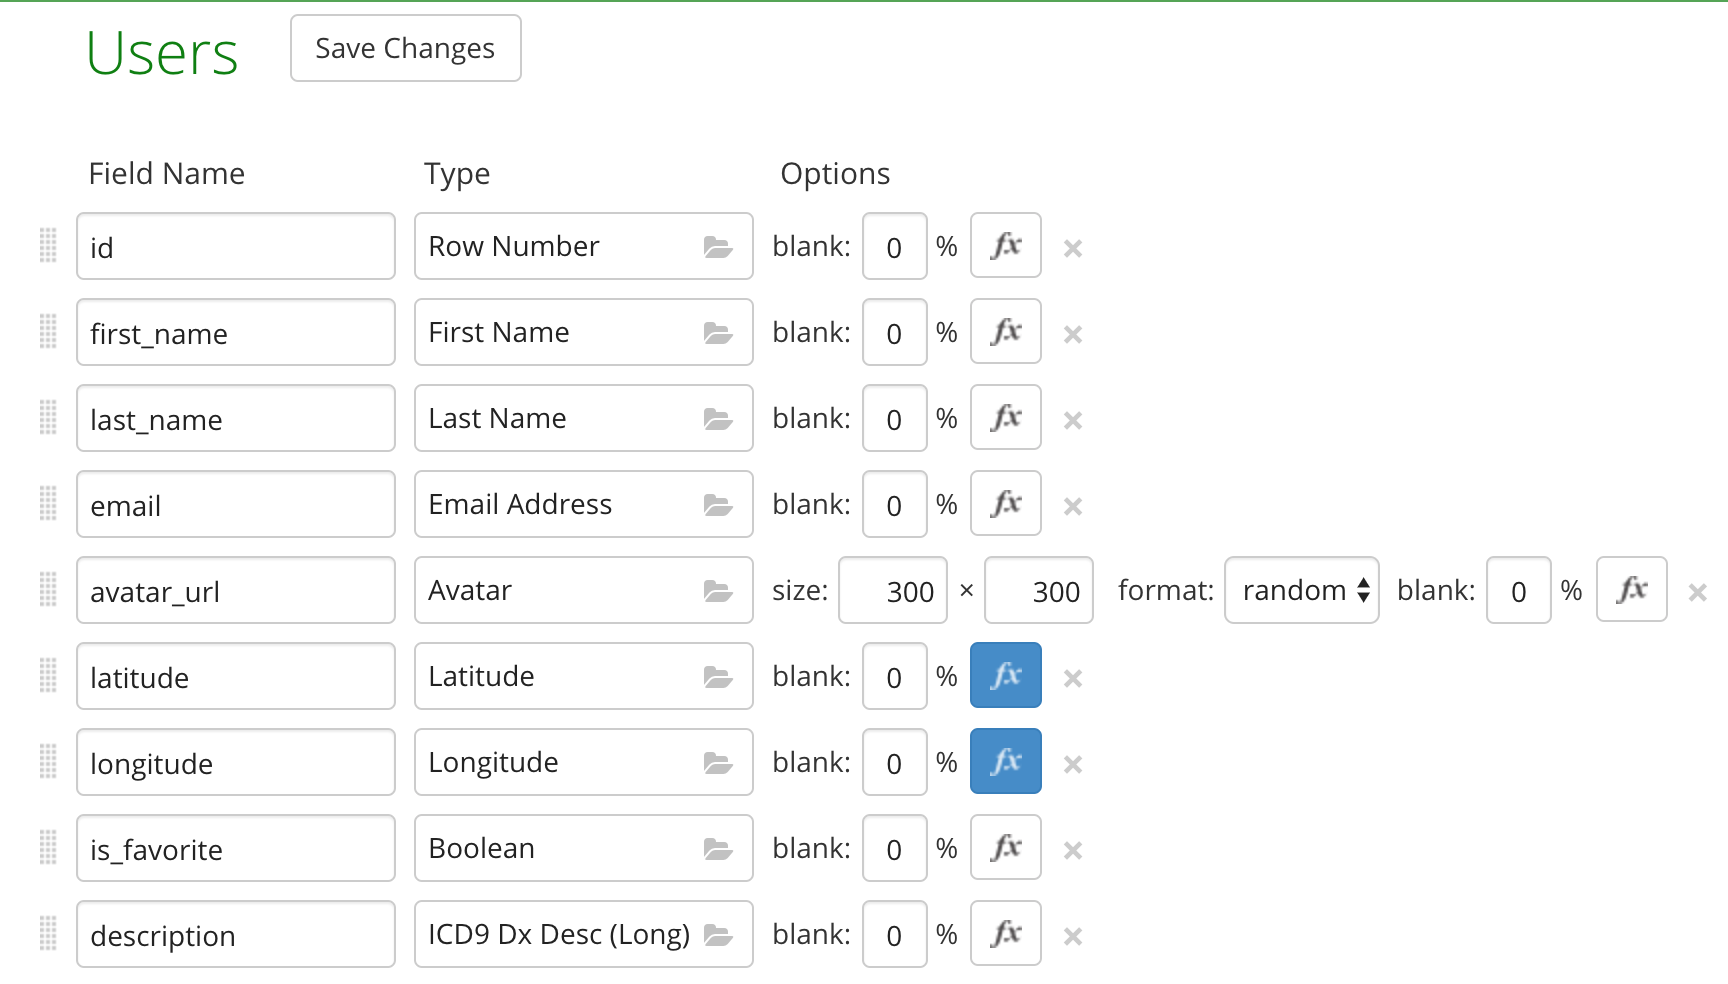 Users Save Changes
Field Name Type Options
id Row Number blank: 0 % fx ×
first_name First Name blank: 0 % fx ×
last_name Last Name blank: 0 % fx ×
email Email Address blank: 0 % fx ×
avatar_url Avatar size: 300 × 300 format: random blank: 0 % fx ×
latitude Latitude blank: 0 % fx ×
longitude Longitude blank: 0 % fx ×
is_favorite Boolean blank: 0 % fx ×
description ICD9 Dx Desc (Long) blank: 0 % fx ×